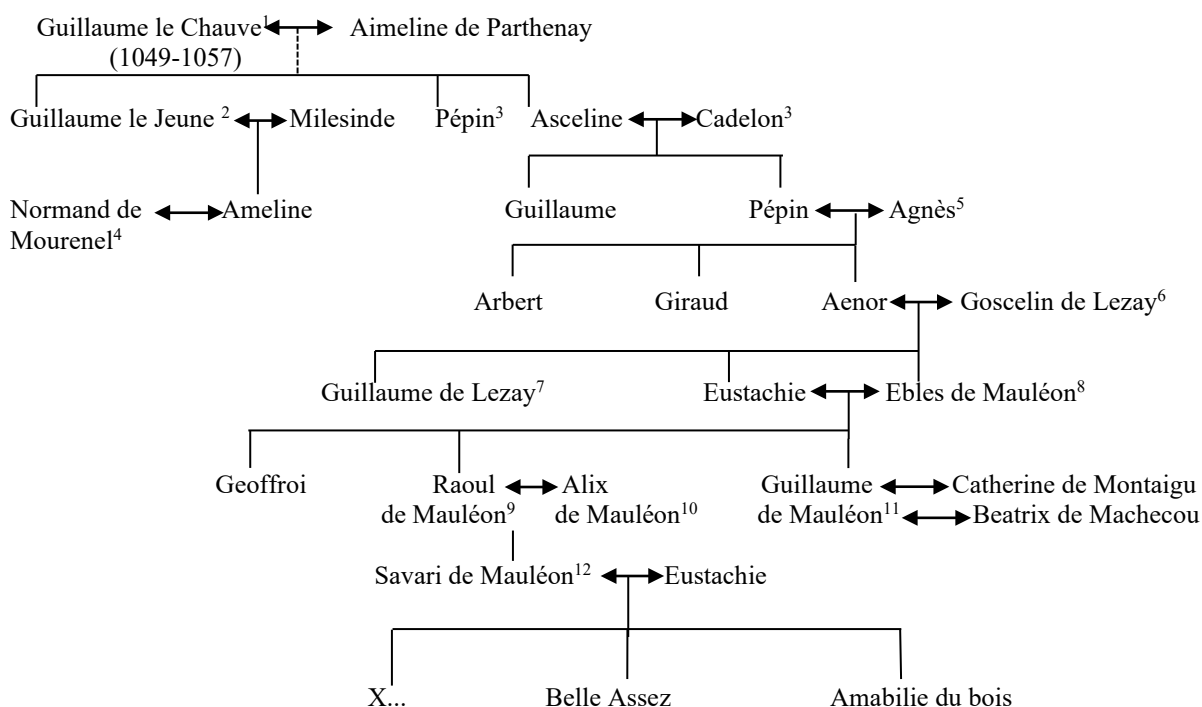 Guillaume le Chauve¹ Aimeline de Parthenay
(1049-1057)
Guillaume le Jeune ² Milesinde Pépin³ Asceline Cadelon³
Normand de Ameline Guillaume Pépin Agnès⁵
Mourenel⁴
Arbert Giraud Aenor Goscelin de Lezay⁶
Guillaume de Lezay⁷ Eustachie Ebles de Mauléon⁸
Geoffroi Raoul Alix Guillaume Catherine de Montaigu
de Mauléon⁹ de Mauléon¹⁰ de Mauléon¹¹ Beatrix de Machecou
Savari de Mauléon¹² Eustachie
X... Belle Assez Amabilie du bois